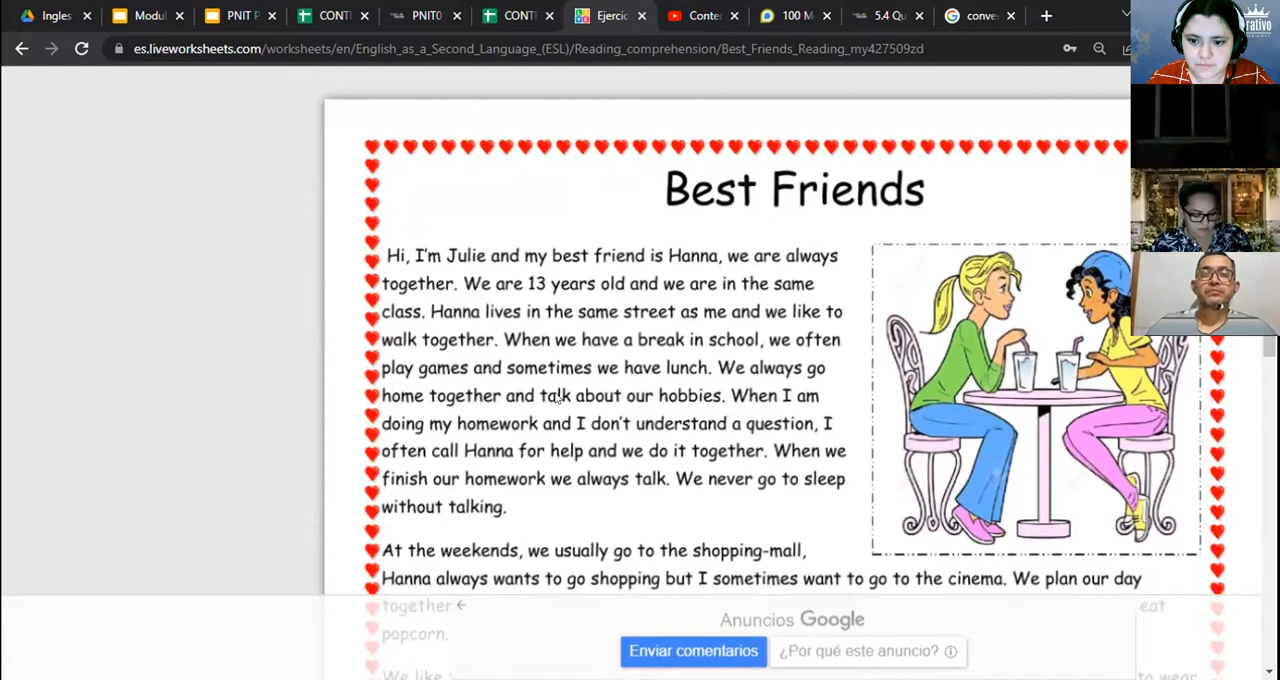 Ingles
Modul
PNIT P
CONTI
PNIT0
CONTI
Ejercic
Conter
100 M
5.4 Qu
conve
es.liveworksheets.com/worksheets/en/English_as_a_Second_Language_(ESL)/Reading_comprehension/Best_Friends_Reading_my427509zd
rativo
Best Friends
Hi, I'm Julie and my best friend is Hanna, we are always
together. We are 13 years old and we are in the same
class. Hanna lives in the same street as me and we like to
walk together. When we have a break in school, we often
play games and sometimes we have lunch. We always go
home together and talk about our hobbies. When I am
doing my homework and I don't understand a question, I
often call Hanna for help and we do it together. When we
finish our homework we always talk. We never go to sleep
without talking.
At the weekends, we usually go to the shopping-mall,
Hanna always wants to go shopping but I sometimes want to go to the cinema. We plan our day
together eat
popcorn.
We like to wear
Anuncios Google
Enviar comentarios
¿Por qué este anuncio?